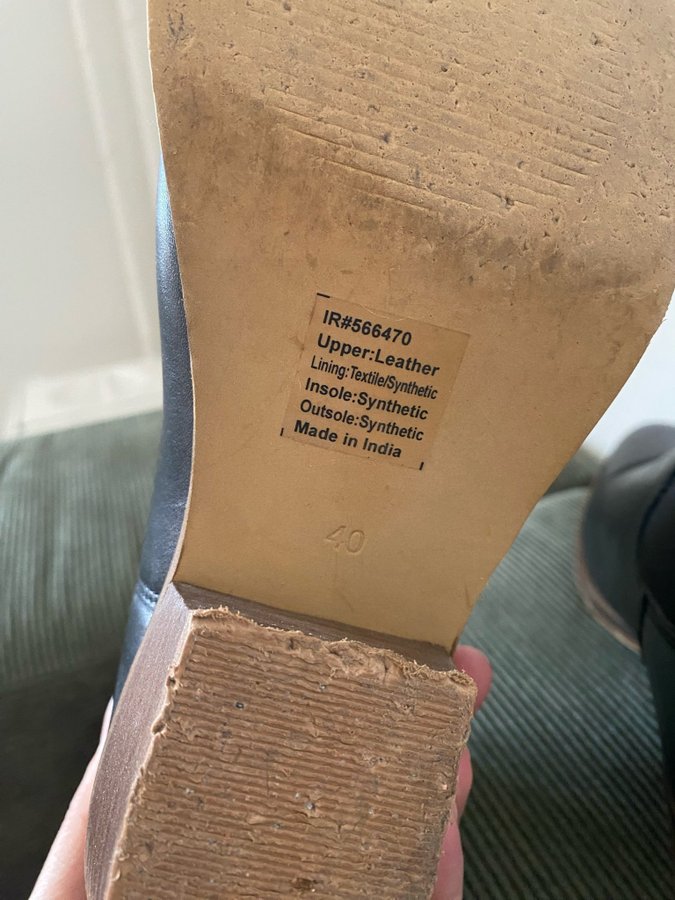 IR#566470
Upper:Leather
Lining:Textile/Synthetic
Insole:Synthetic
Outsole:Synthetic
Made in India
40